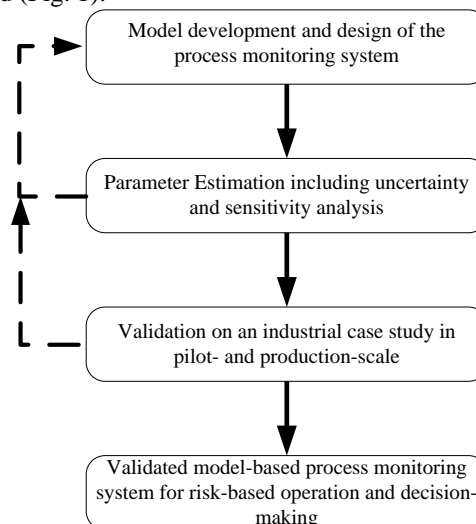 d (Fig. 1).
Model development and design of the
process monitoring system
Parameter Estimation including uncertainty
and sensitivity analysis
Validation on an industrial case study in
pilot- and production-scale
Validated model-based process monitoring
system for risk-based operation and decision-
making